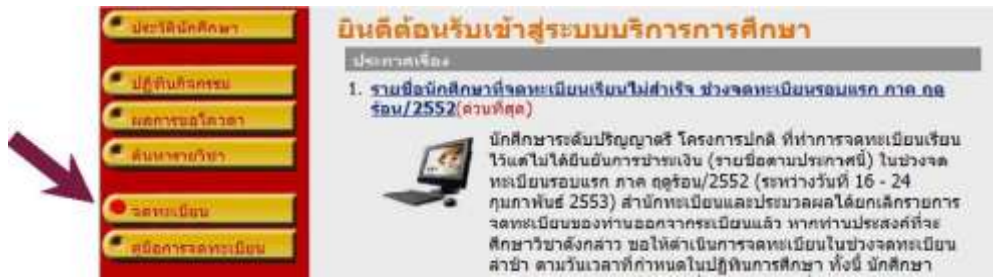 ประวัตินักศึกษา
ปฏิทินกิจกรรม
ผลการขอโควตา
ค้นหารายวิชา
จดทะเบียน
คู่มือการจดทะเบียน
ยินดีต้อนรับเข้าสู่ระบบบริการการศึกษา
ประกาศเรื่อง
1. รายชื่อนักศึกษาที่จดทะเบียนเรียนไม่สำเร็จ ช่วงจดทะเบียนรอบแรก ภาค ฤดู
ร้อน/2552(ด่วนที่สุด)
นักศึกษาระดับปริญญาตรี โครงการปกติ ที่ทำการจดทะเบียนเรียน
ไว้แต่ไม่ได้ยืนยันการชำระเงิน (รายชื่อตามประกาศนี้) ในช่วงจด
ทะเบียนรอบแรก ภาค ฤดูร้อน/2552 (ระหว่างวันที่ 16 - 24
กุมภาพันธ์ 2553) สำนักทะเบียนและประมวลผลได้ยกเลิกรายการ
จดทะเบียนของท่านออกจากระเบียนแล้ว หากท่านประสงค์ที่จะ
ศึกษาวิชาดังกล่าว ขอให้ดำเนินการจดทะเบียนในช่วงจดทะเบียน
ล่าช้า ตามวันเวลาที่กำหนดในปฏิทินการศึกษา ทั้งนี้ นักศึกษา